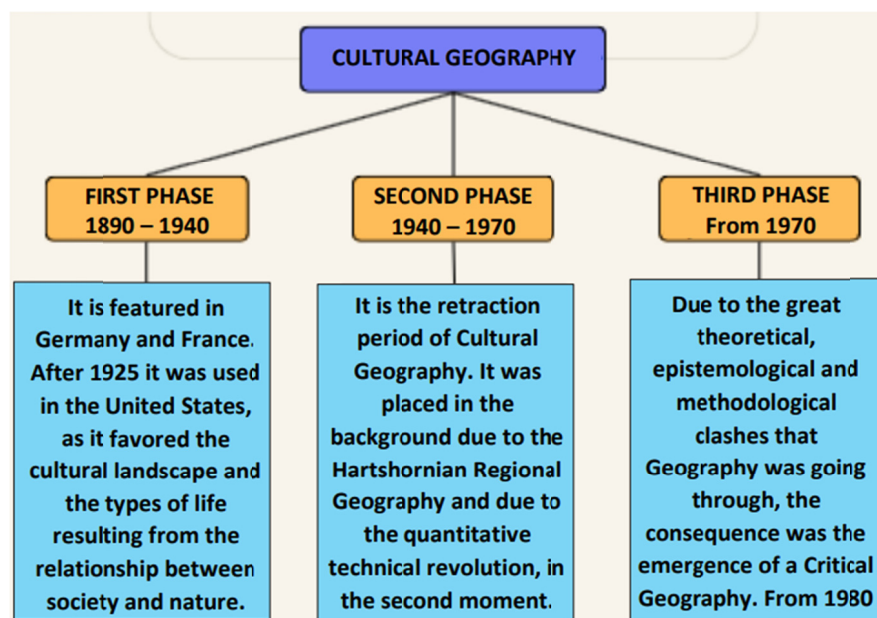 CULTURAL GEOGRAPHY
FIRST PHASE
1890 – 1940
It is featured in
Germany and France.
After 1925 it was used
in the United States,
as it favored the
cultural landscape and
the types of life
resulting from the
relationship between
society and nature.
SECOND PHASE
1940 – 1970
It is the retraction
period of Cultural
Geography. It was
placed in the
background due to the
Hartshornian Regional
Geography and due to
the quantitative
technical revolution, in
the second moment.
THIRD PHASE
From 1970
Due to the great
theoretical,
epistemological and
methodological
clashes that
Geography was going
through, the
consequence was the
emergence of a Critical
Geography. From 1980